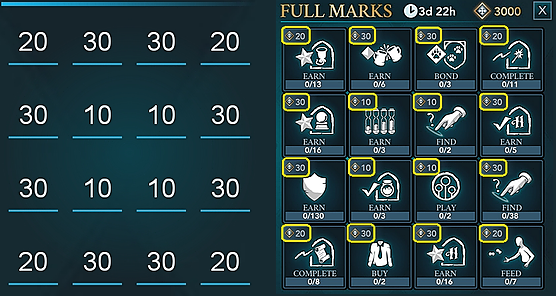 20 30 30 20
30 10 10 30
30 10 10 30
20 30 30 20
FULL MARKS 3d 22h 3000 X
20 30 30 20
EARN EARN BOND COMPLETE
0/13 0/6 0/3 0/11
30 10 10 30
EARN EARN FIND EARN
0/16 0/3 0/2 0/5
30 10 10 30
EARN EARN PLAY FIND
0/130 0/3 0/2 0/38
20 30 30 20
COMPLETE BUY EARN FEED
0/8 0/2 0/16 0/7